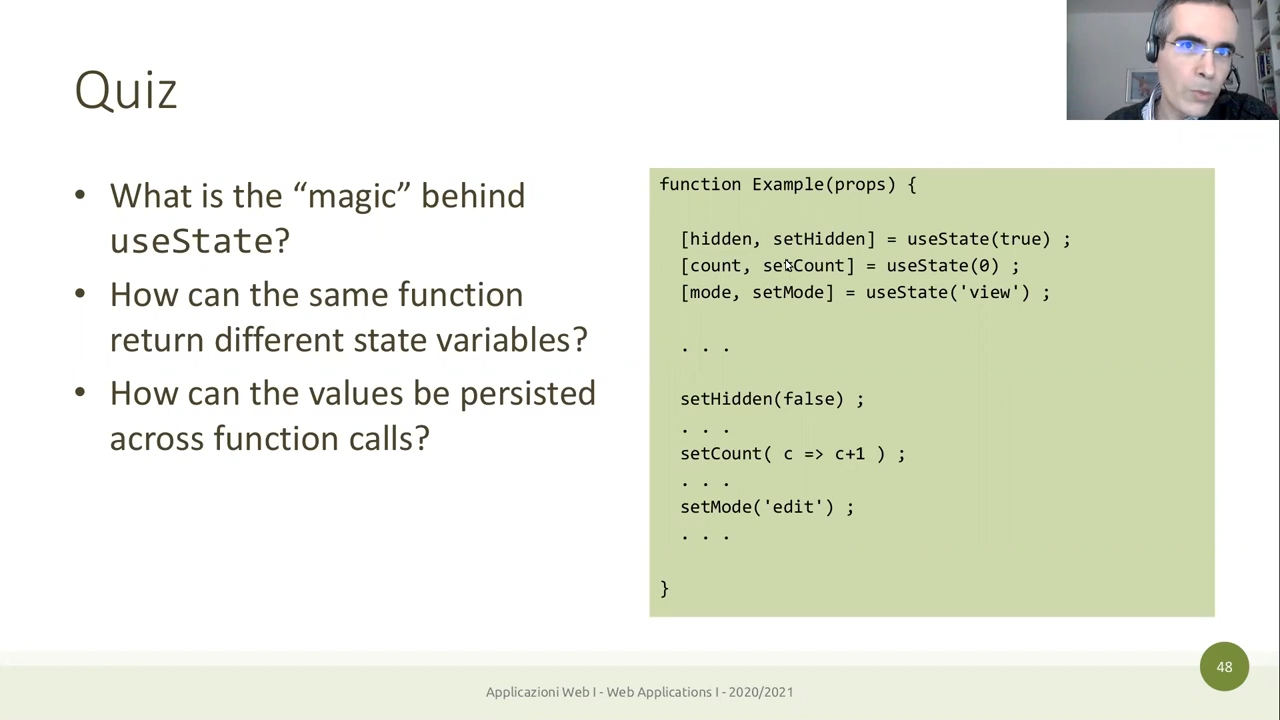 Quiz
• What is the “magic” behind
useState?
• How can the same function
return different state variables?
• How can the values be persisted
across function calls?
function Example(props) {
[hidden, setHidden] = useState(true) ;
[count, setCount] = useState(0) ;
[mode, setMode] = useState('view') ;
. . .
setHidden(false) ;
. . .
setCount( c => c+1 ) ;
. . .
setMode('edit') ;
. . .
}
Applicazioni Web I - Web Applications I - 2020/2021
48